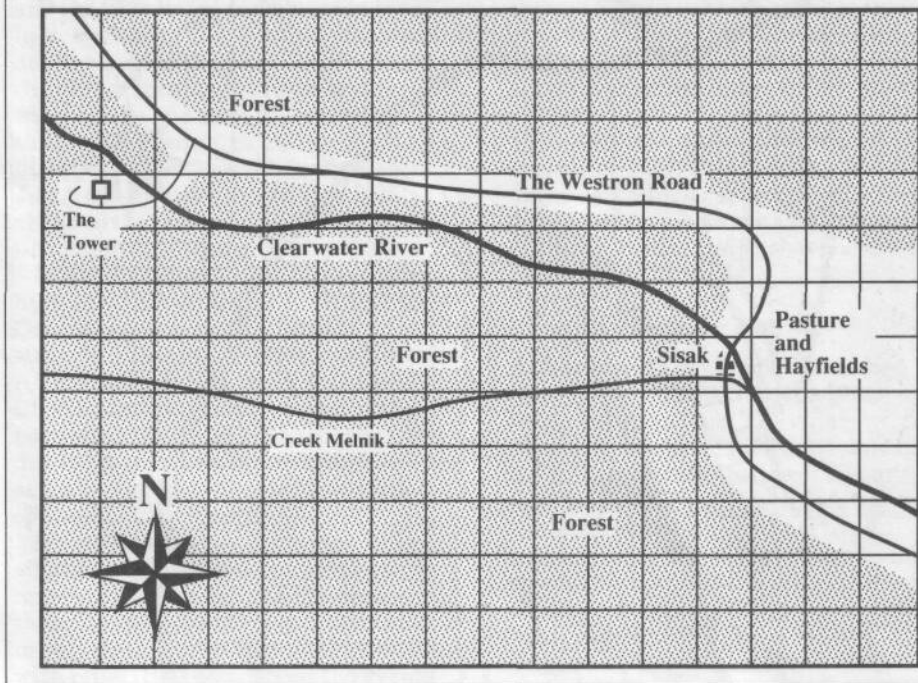 Forest
The Westron Road
The
Tower
Clearwater River
Pasture
and
Hayfields
Forest
Sisak
Creek Melnik
N
Forest